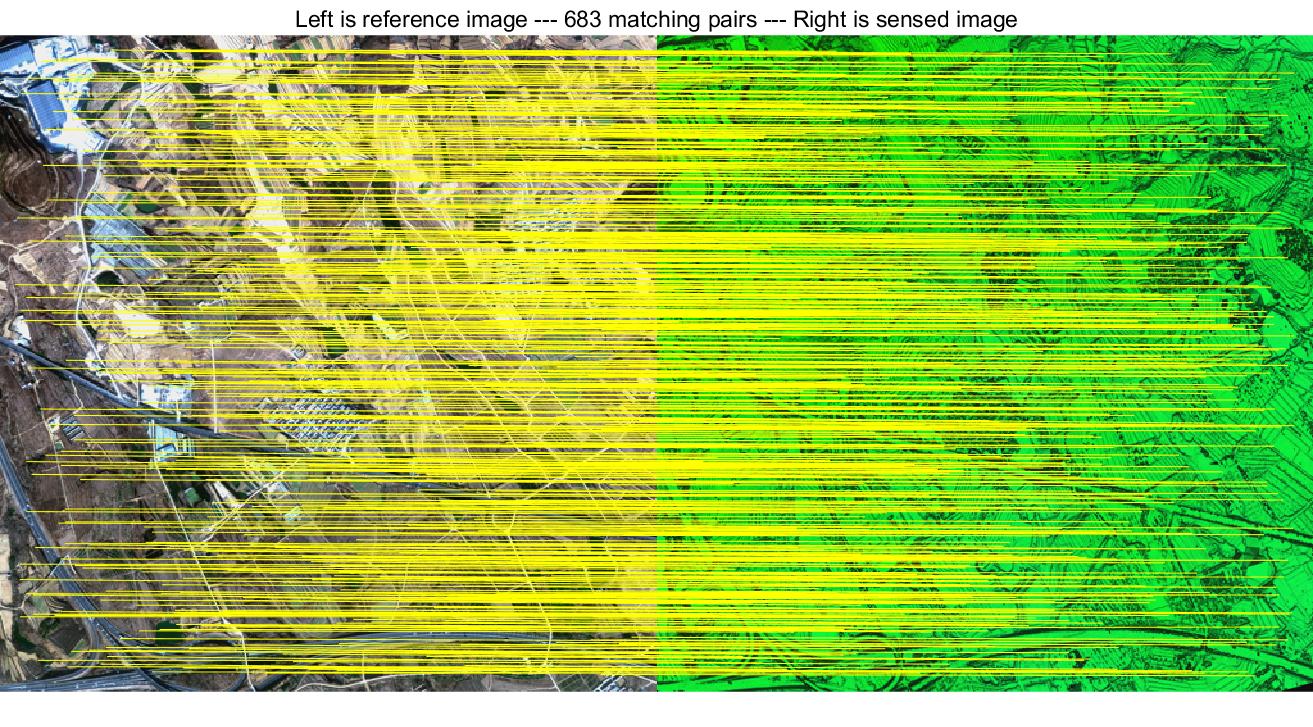 Left is reference image --- 683 matching pairs --- Right is sensed image